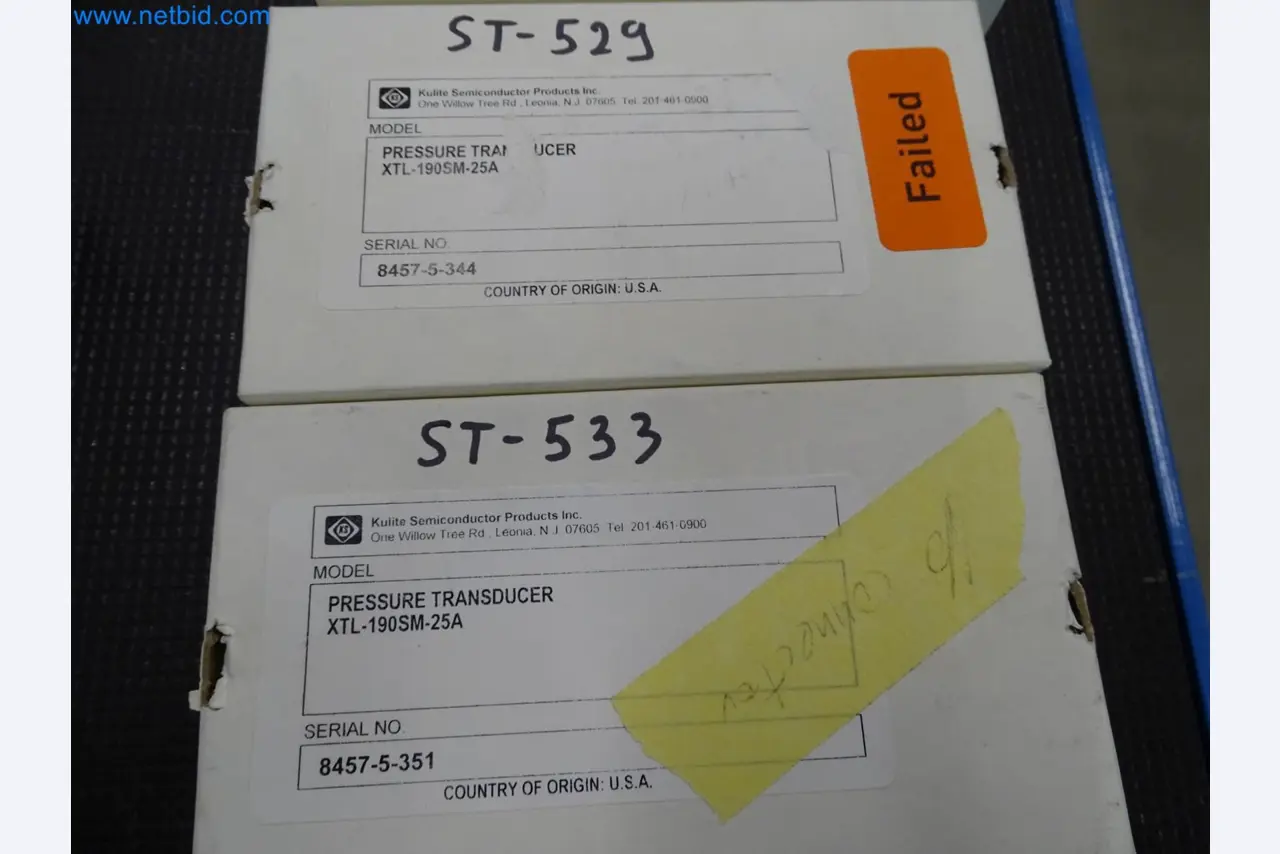 www.netbid.com
ST-529
Kulite Semiconductor Products Inc.
One Willow Tree Rd., Leonia, N.J. 07605 Tel. 201-461-0900
MODEL
PRESSURE TRAN UCER
XTL-190SM-25A
Failed
SERIAL NO.
8457-5-344
COUNTRY OF ORIGIN: U.S.A.
ST-533
Kulite Semiconductor Products Inc.
One Willow Tree Rd., Leonia, N.J. 07605 Tel. 201-461-0900
MODEL
PRESSURE TRANSDUCER
XTL-190SM-25A
connector
SERIAL NO.
8457-5-351
COUNTRY OF ORIGIN: U.S.A.